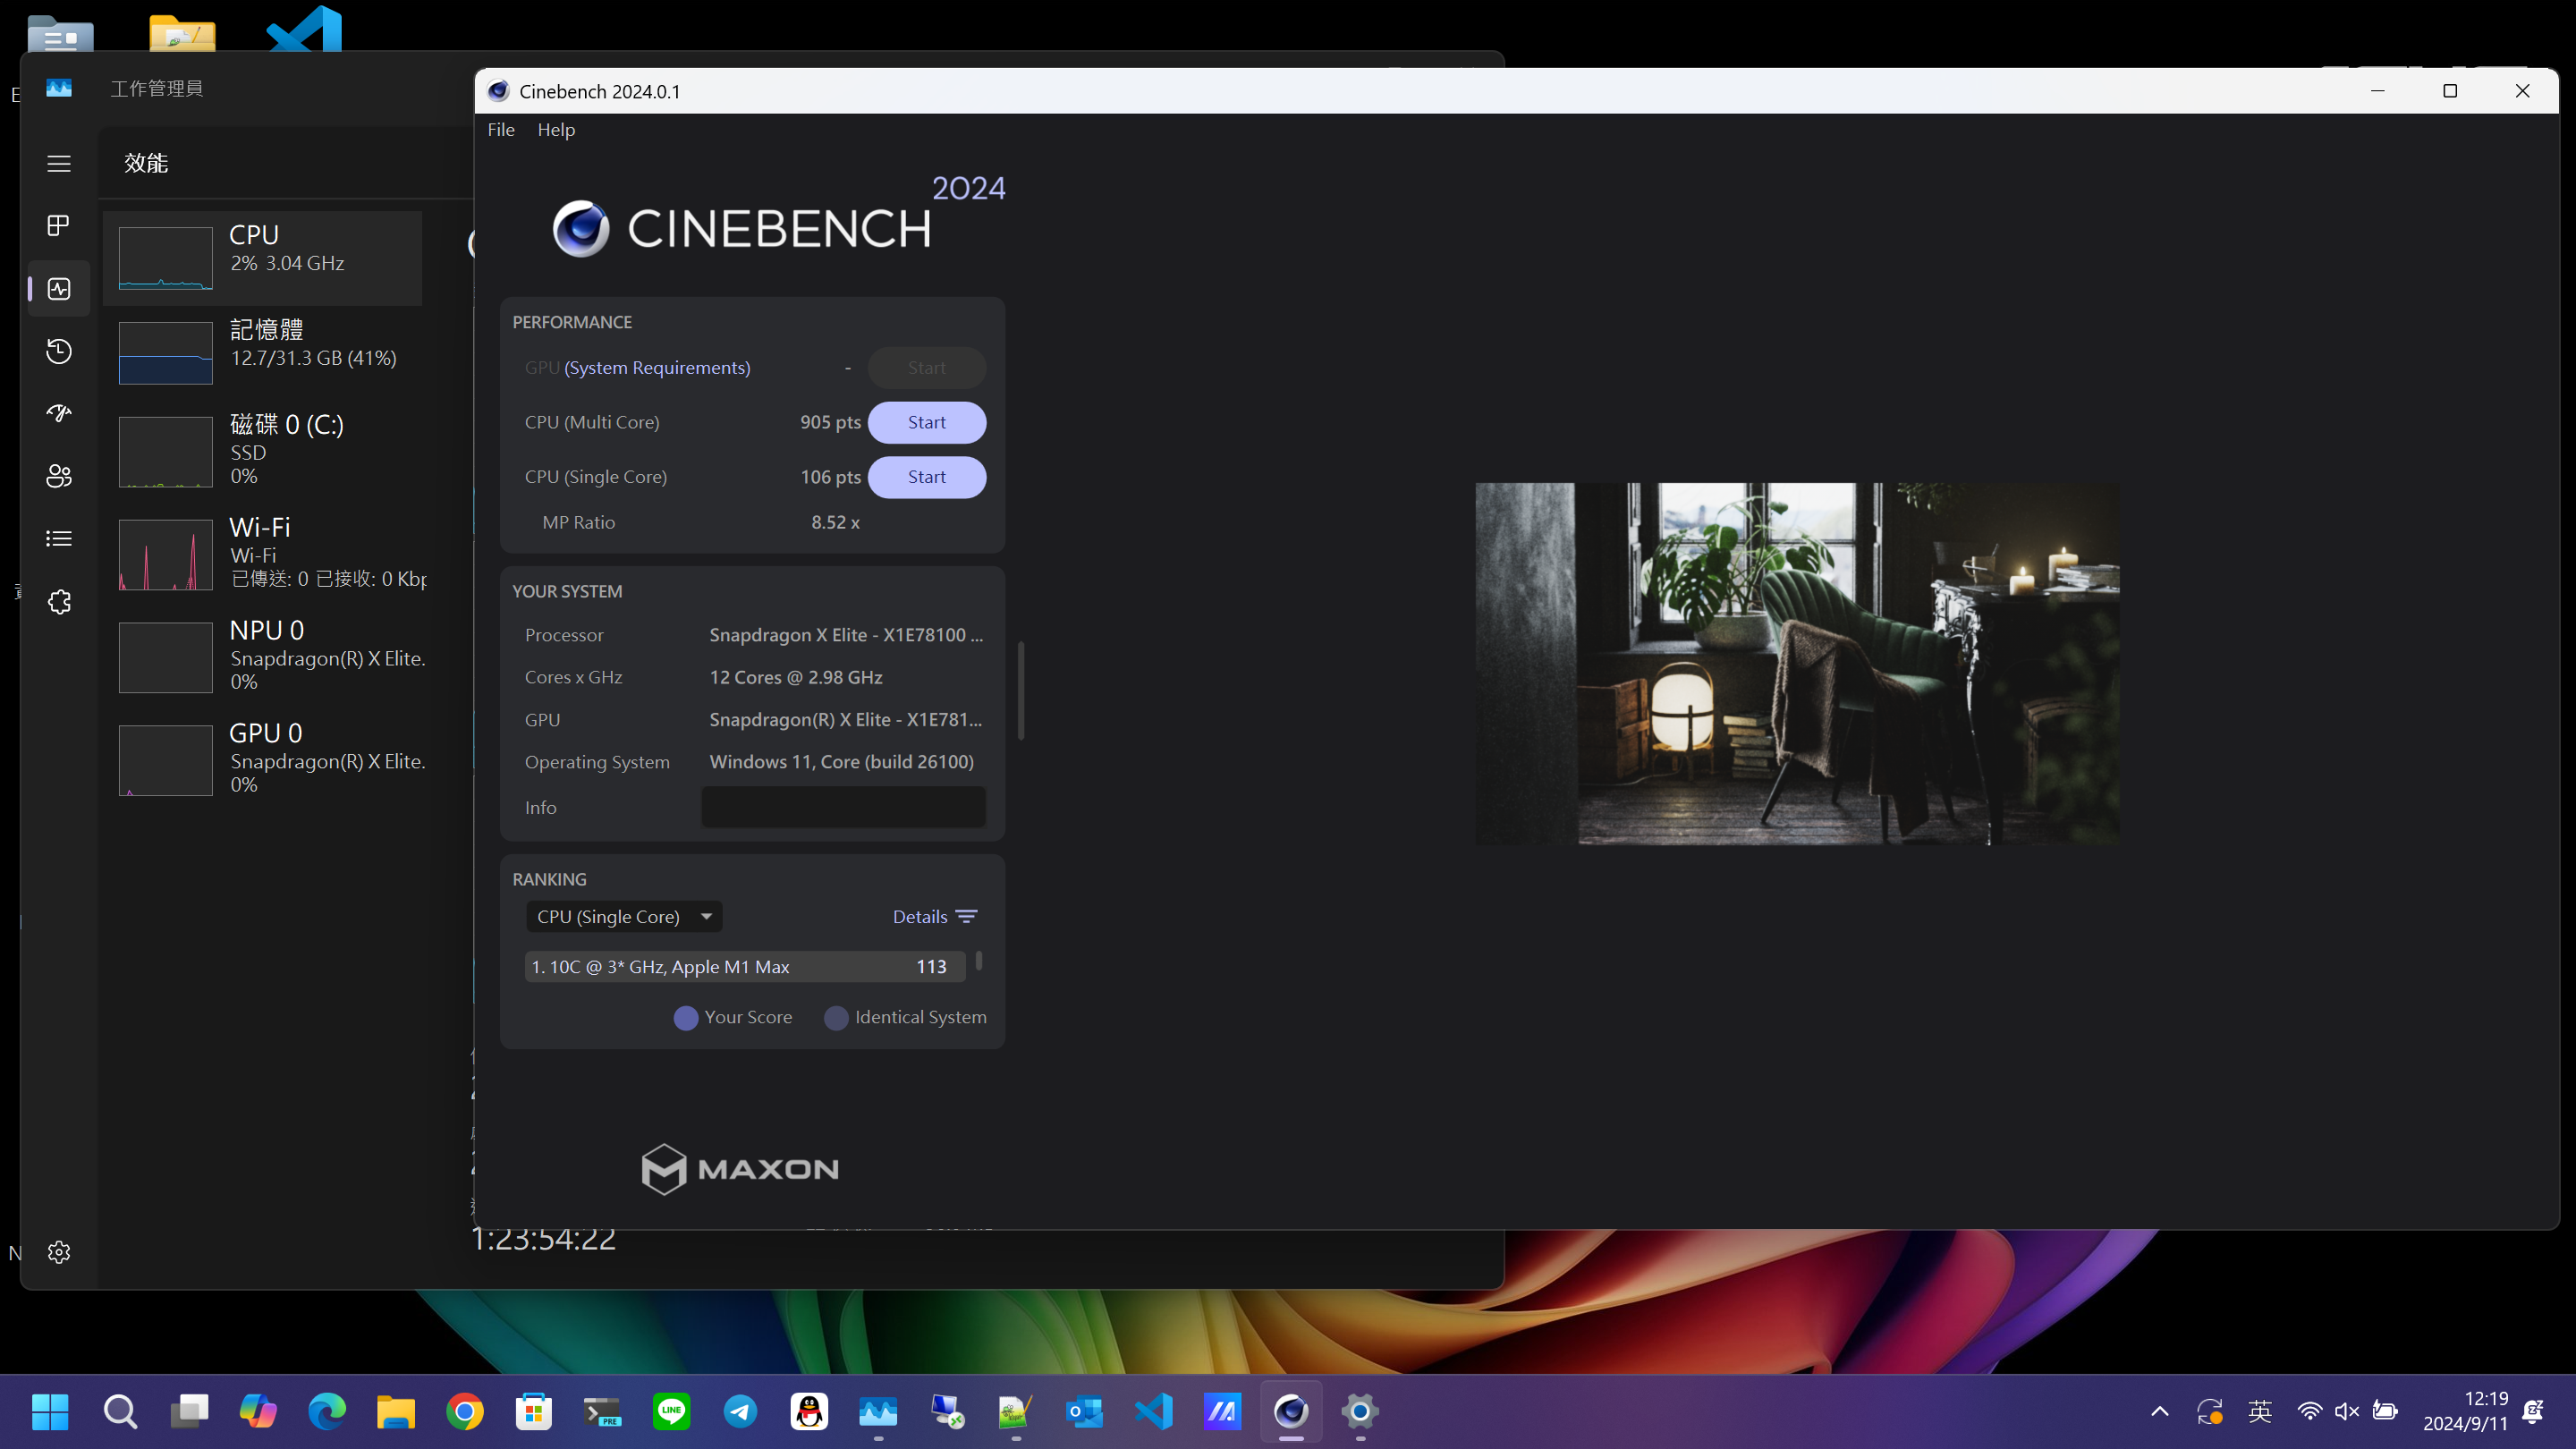 工作管理員
效能
CPU
2% 3.04 GHz
記憶體
12.7/31.3 GB (41%)
磁碟 0 (C:)
SSD
0%
Wi-Fi
Wi-Fi
已傳送: 0 已接收: 0 Kbp
NPU 0
Snapdragon(R) X Elite.
0%
GPU 0
Snapdragon(R) X Elite.
0%
1:23:54:22
Cinebench 2024.0.1
File Help
CINEBENCH 2024
PERFORMANCE
GPU (System Requirements) - Start
CPU (Multi Core) 905 pts Start
CPU (Single Core) 106 pts Start
MP Ratio 8.52 x
YOUR SYSTEM
Processor Snapdragon X Elite - X1E78100 ...
Cores x GHz 12 Cores @ 2.98 GHz
GPU Snapdragon(R) X Elite - X1E781...
Operating System Windows 11, Core (build 26100)
Info
RANKING
CPU (Single Core) Details
1. 10C @ 3* GHz, Apple M1 Max 113
Your Score Identical System
MAXON
PRE
LINE
英
12:19
2024/9/11